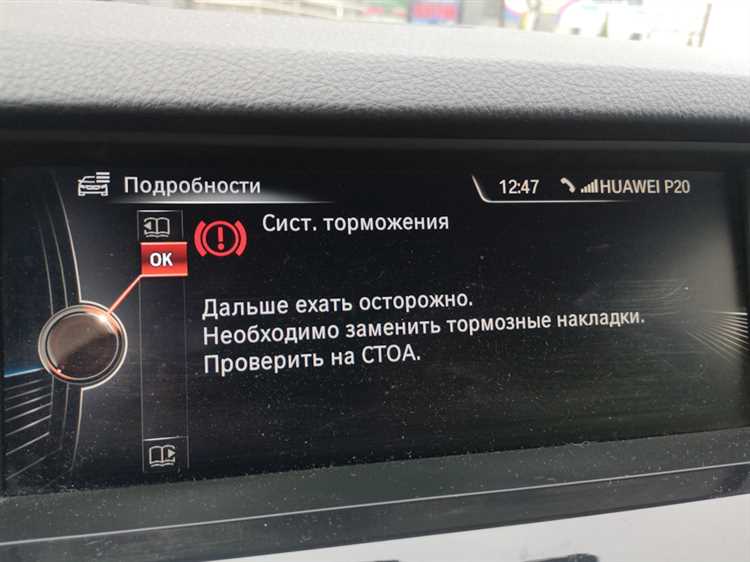 Подробности
12:47 HUAWEI P20
Сист. торможения
OK
Дальше ехать осторожно.
Необходимо заменить тормозные накладки.
Проверить на СТОА.